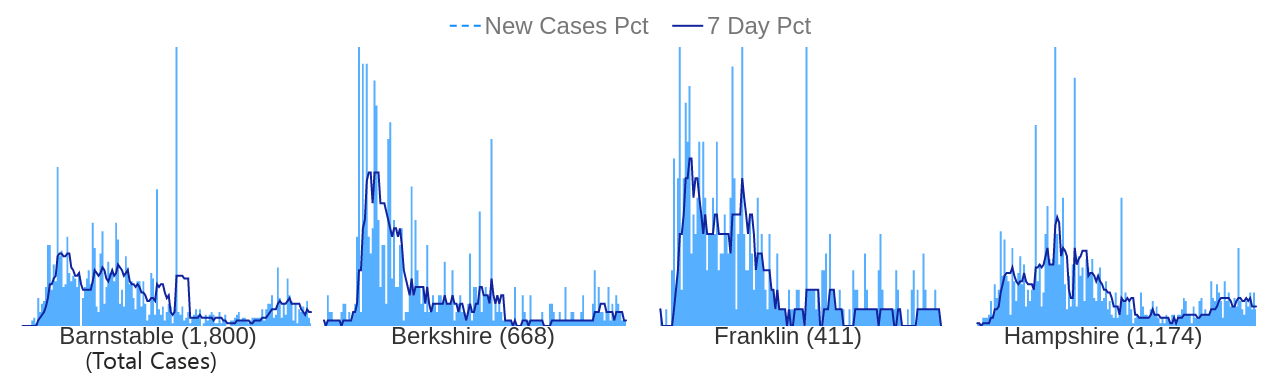 New Cases Pct 7 Day Pct
Barnstable (1,800) Berkshire (668) Franklin (411) Hampshire (1,174)
(Total Cases)